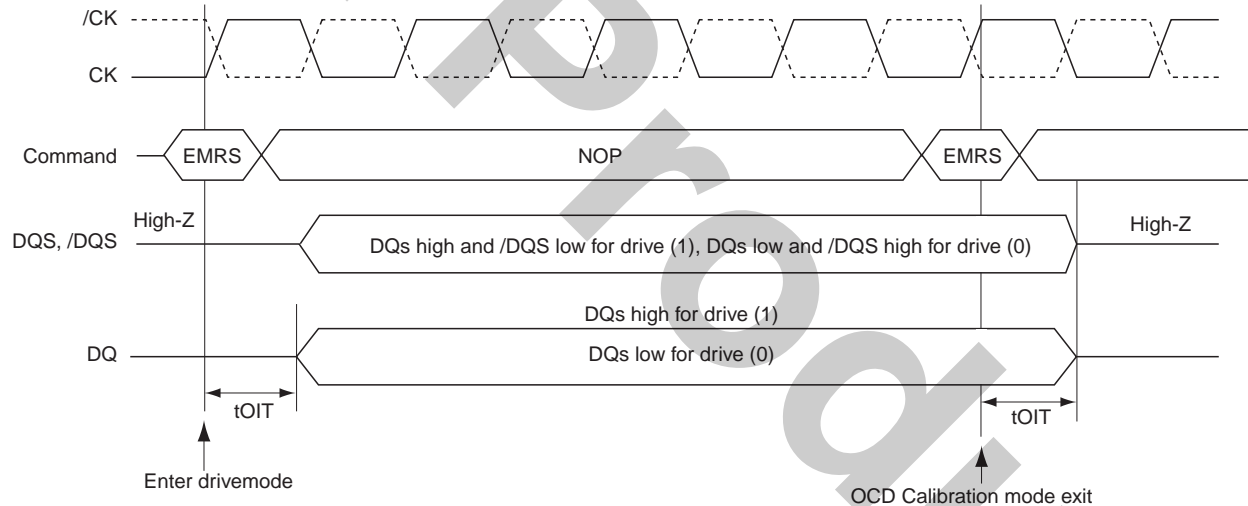 /CK
CK
Command
EMRS
NOP
EMRS
High-Z
DQS, /DQS
DQs high and /DQS low for drive (1), DQs low and /DQS high for drive (0)
High-Z
DQs high for drive (1)
DQ
DQs low for drive (0)
tOIT
tOIT
Enter drivemode
OCD Calibration mode exit